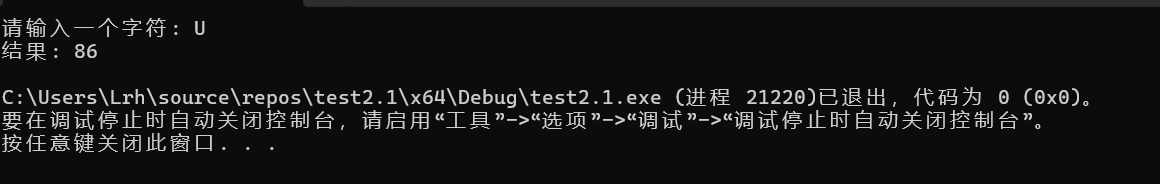 请输入一个字符: U
结果: 86
C:\Users\Lrh\source\repos\test2.1\x64\Debug\test2.1.exe (进程 21220)已退出，代码为 0 (0x0)。
要在调试停止时自动关闭控制台，请启用“工具”->“选项”->“调试”->“调试停止时自动关闭控制台”。
按任意键关闭此窗口. . .